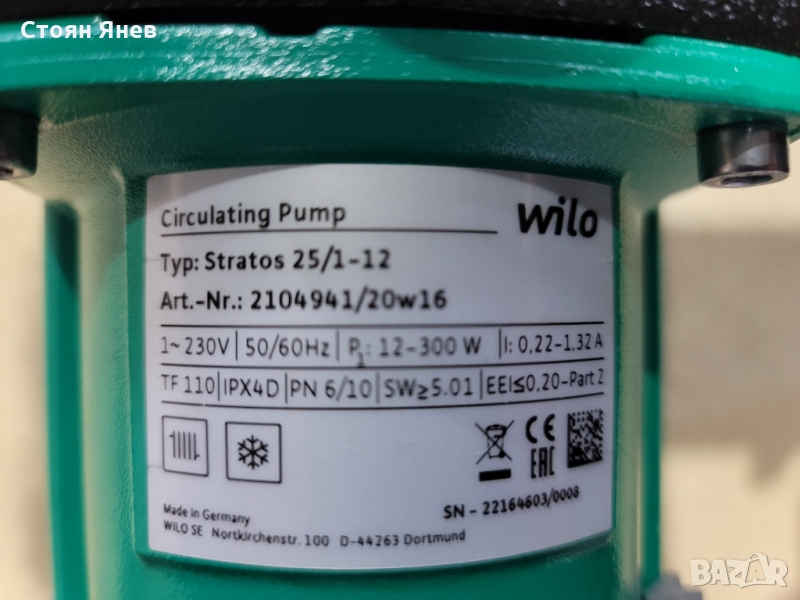 Стоян Янев
Circulating Pump
wilo
Typ: Stratos 25/1-12
Art.-Nr.: 2104941/20w16
1~230V | 50/60Hz | P₁: 12-300 W | I: 0,22-1,32 A
TF 110 | IPX4D | PN 6/10 | SW≥5.01 | EEI≤0,20-Part 2
CE
EAC
SN - 22164603/0008
Made in Germany
WILO SE Nortkirchenstr. 100 D-44263 Dortmund
BAZAR